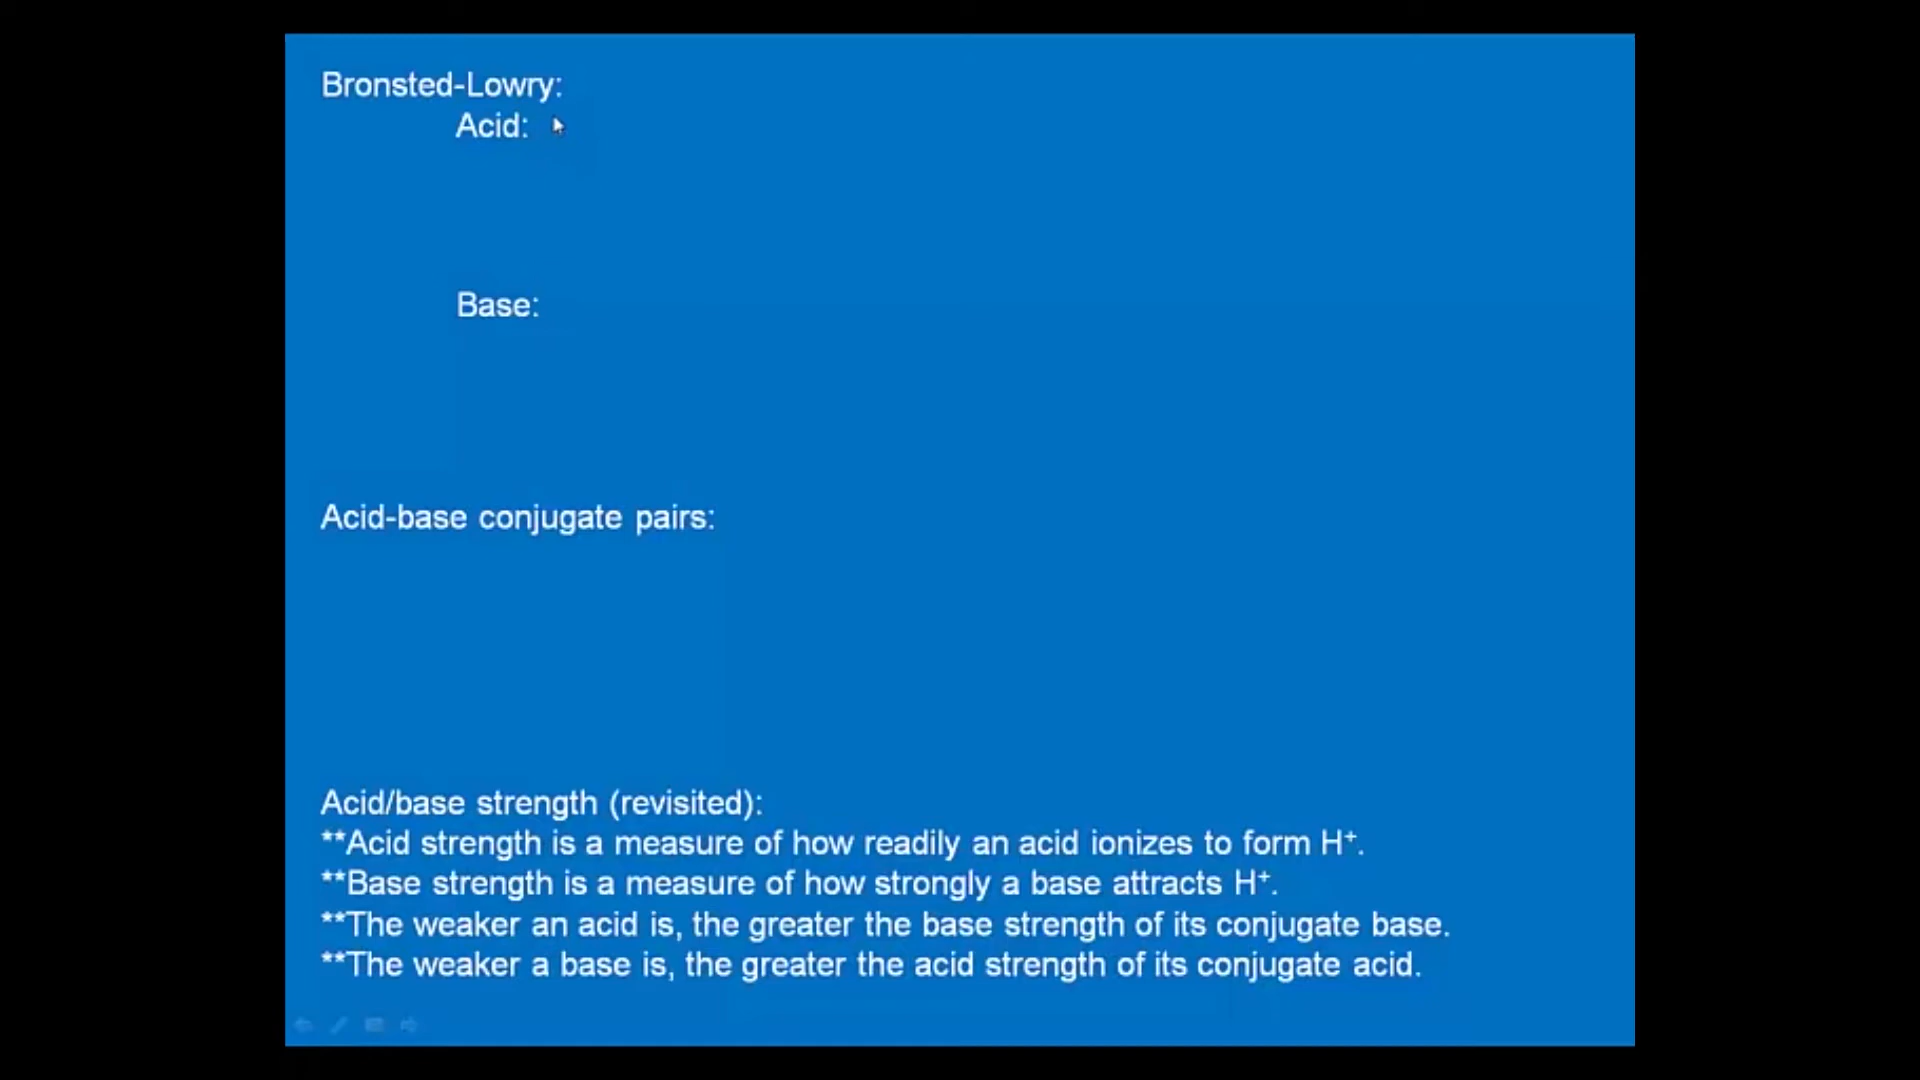 Bronsted-Lowry:
Acid:
Base:
Acid-base conjugate pairs:
Acid/base strength (revisited):
**Acid strength is a measure of how readily an acid ionizes to form H⁺.
**Base strength is a measure of how strongly a base attracts H⁺.
**The weaker an acid is, the greater the base strength of its conjugate base.
**The weaker a base is, the greater the acid strength of its conjugate acid.